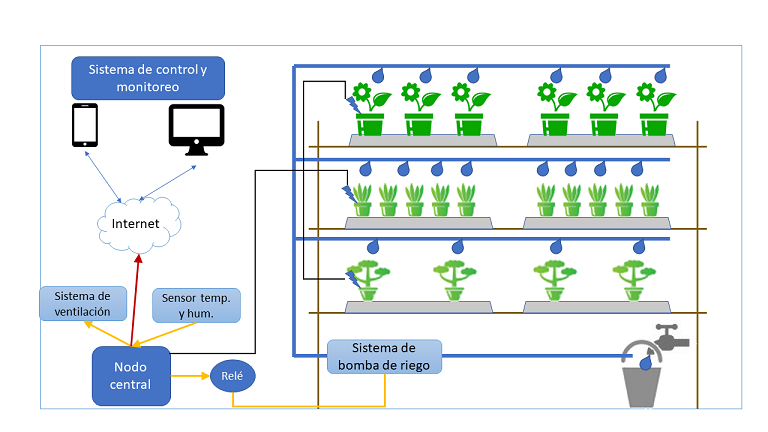 Sistema de control y
monitoreo
Internet
Sistema de
ventilación
Sensor temp.
y hum.
Nodo
central
Relé
Sistema de
bomba de riego